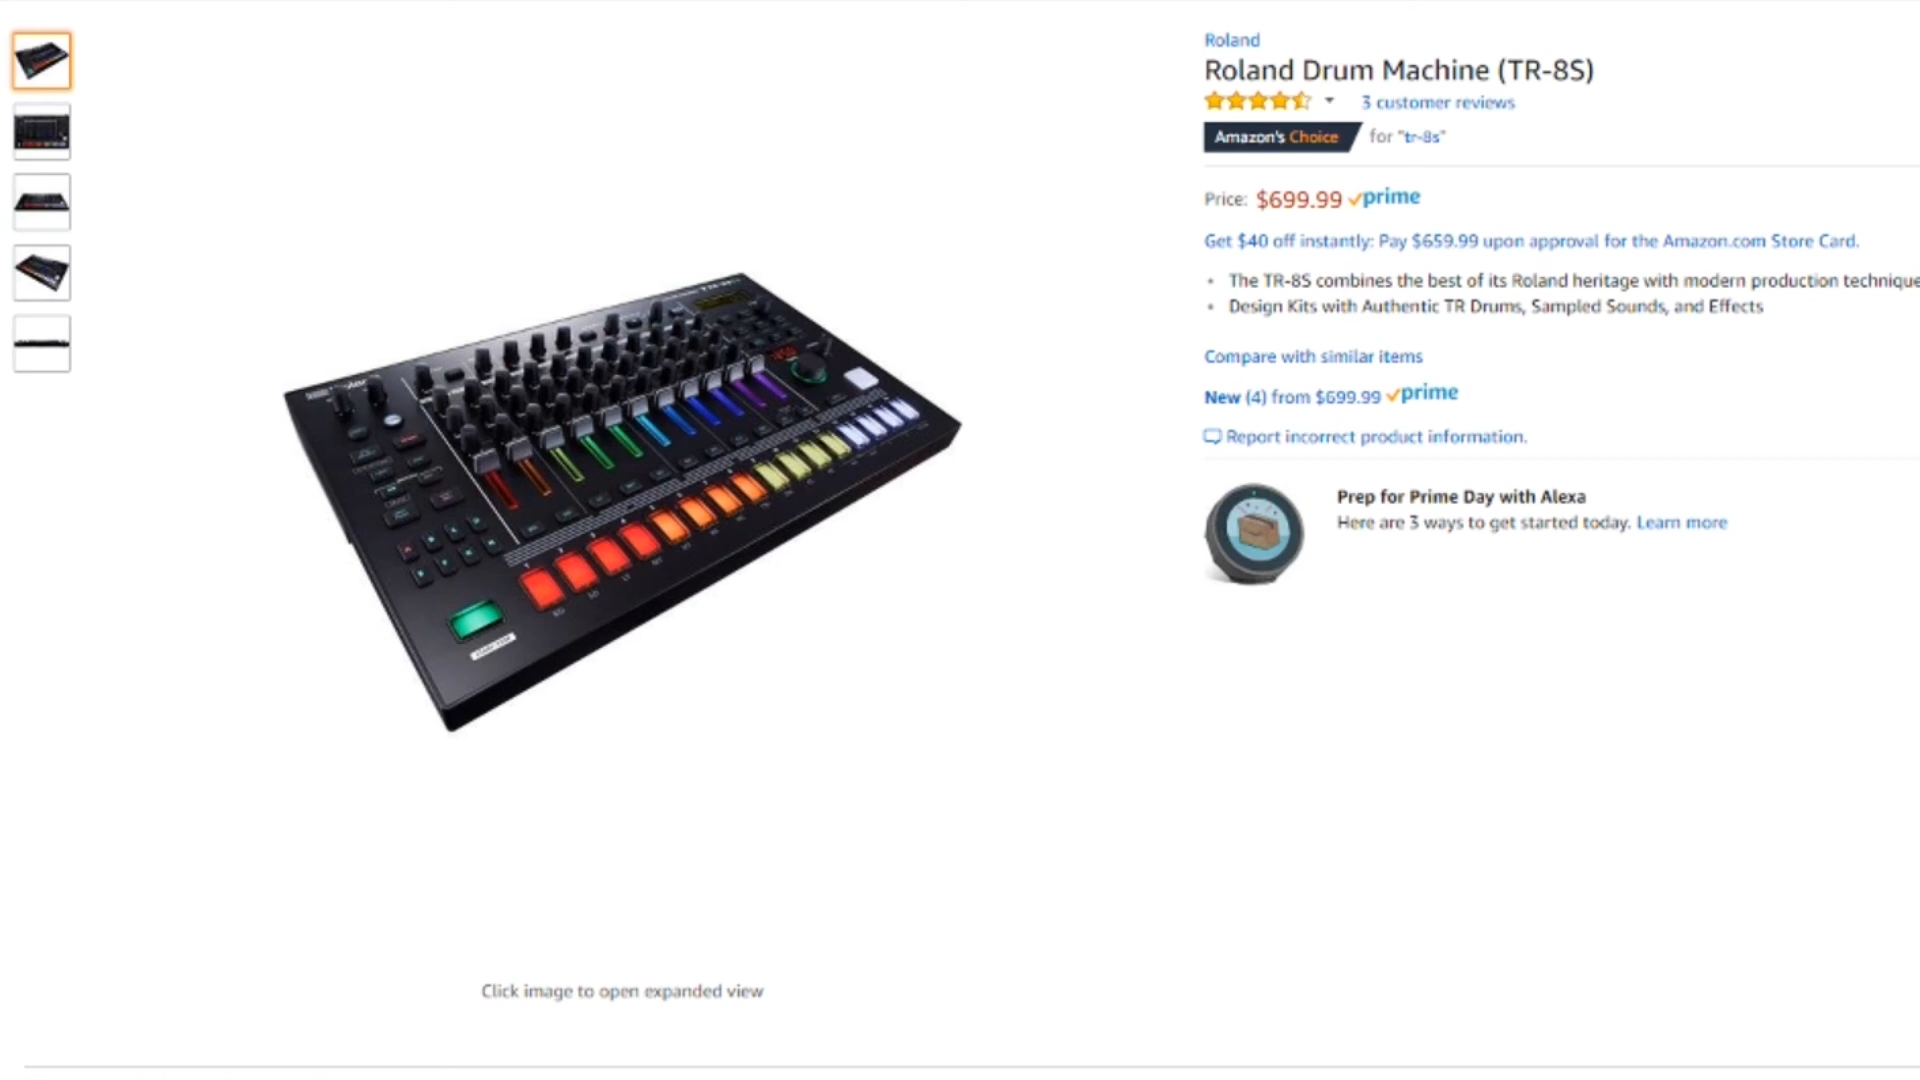 Roland
Roland Drum Machine (TR-8S)
3 customer reviews
Amazon's Choice for "tr-8s"
Price: $699.99 prime
Get $40 off instantly: Pay $659.99 upon approval for the Amazon.com Store Card.
The TR-8S combines the best of its Roland heritage with modern production technique
Design Kits with Authentic TR Drums, Sampled Sounds, and Effects
Compare with similar items
New (4) from $699.99 prime
Report incorrect product information.
Prep for Prime Day with Alexa
Here are 3 ways to get started today. Learn more
Click image to open expanded view